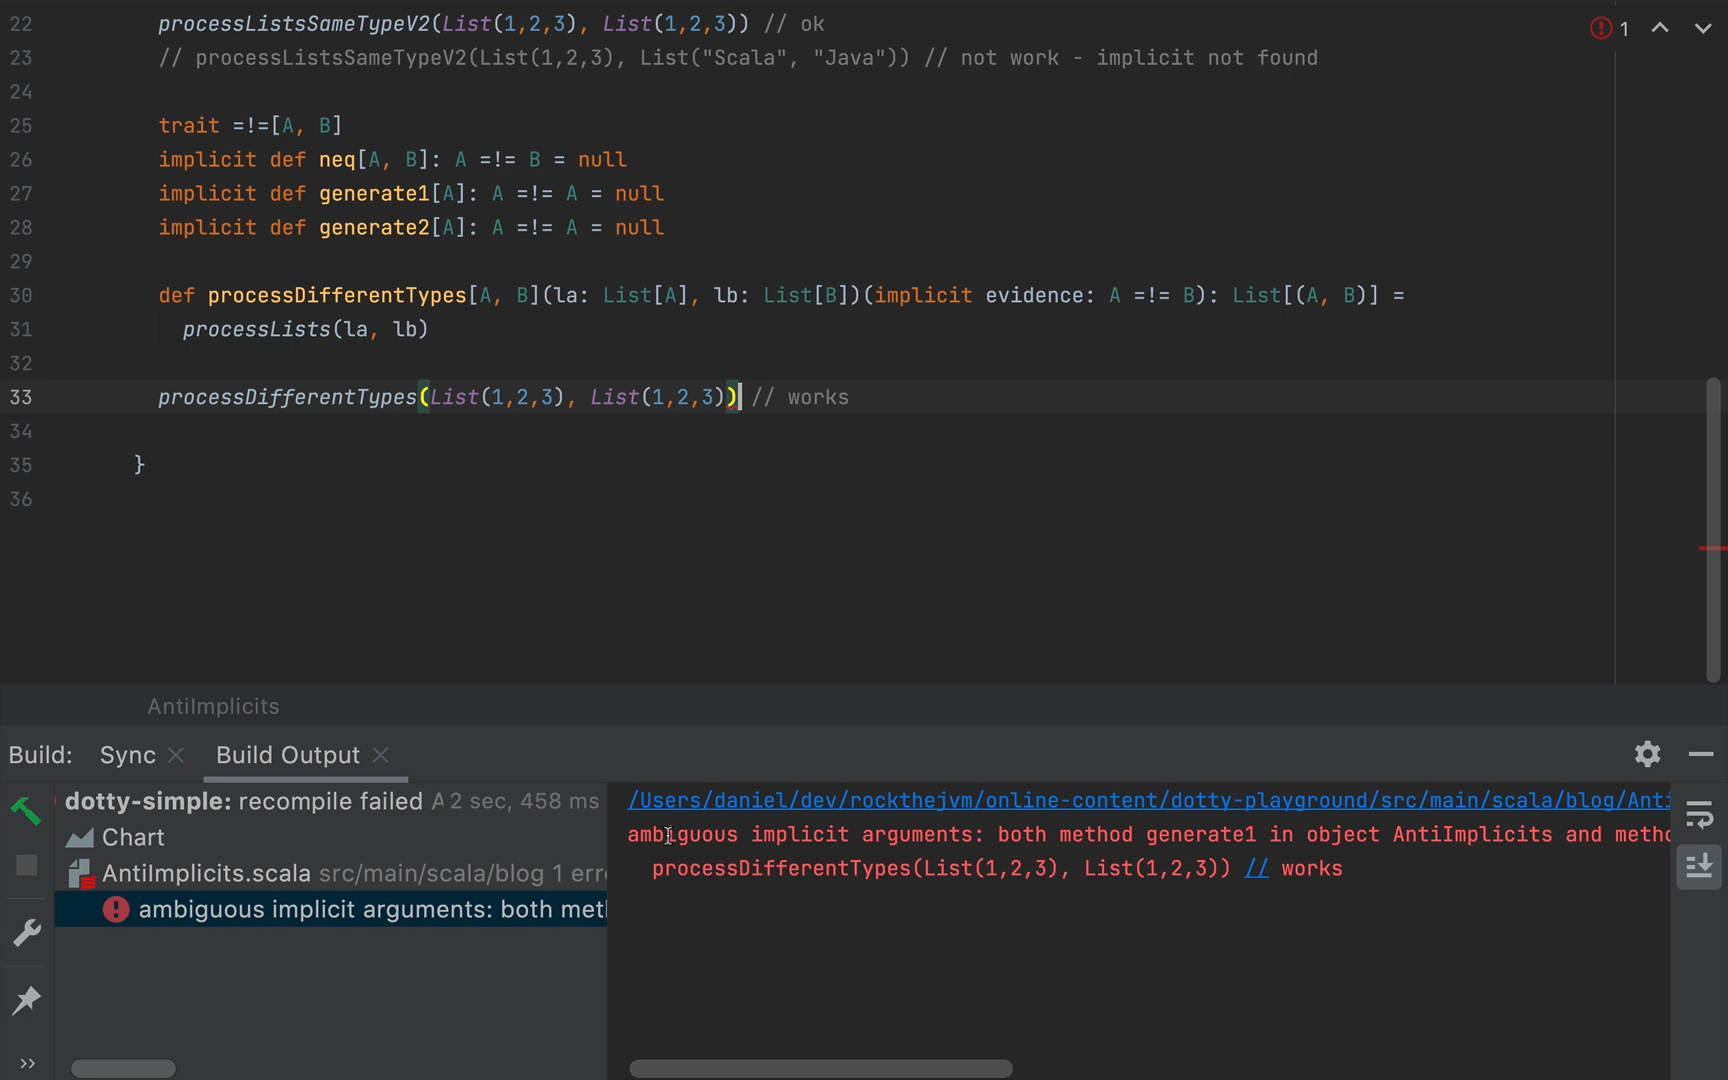 22 processListsSameTypeV2(List(1,2,3), List(1,2,3)) // ok
1
23 // processListsSameTypeV2(List(1,2,3), List("Scala", "Java")) // not work - implicit not found
24
25 trait =!=[A, B]
26 implicit def neq[A, B]: A =!= B = null
27 implicit def generate1[A]: A =!= A = null
28 implicit def generate2[A]: A =!= A = null
29
30 def processDifferentTypes[A, B](la: List[A], lb: List[B])(implicit evidence: A =!= B): List[(A, B)] =
31 processLists(la, lb)
32
33 processDifferentTypes(List(1,2,3), List(1,2,3)) // works
34
35 }
36
AntiImplicits
Build: Sync Build Output
dotty-simple: recompile failed A 2 sec, 458 ms
Chart
AntiImplicits.scala src/main/scala/blog 1 erro
ambiguous implicit arguments: both met
/Users/daniel/dev/rockthejvm/online-content/dotty-playground/src/main/scala/blog/Anti
ambiguous implicit arguments: both method generate1 in object AntiImplicits and metho
processDifferentTypes(List(1,2,3), List(1,2,3)) // works